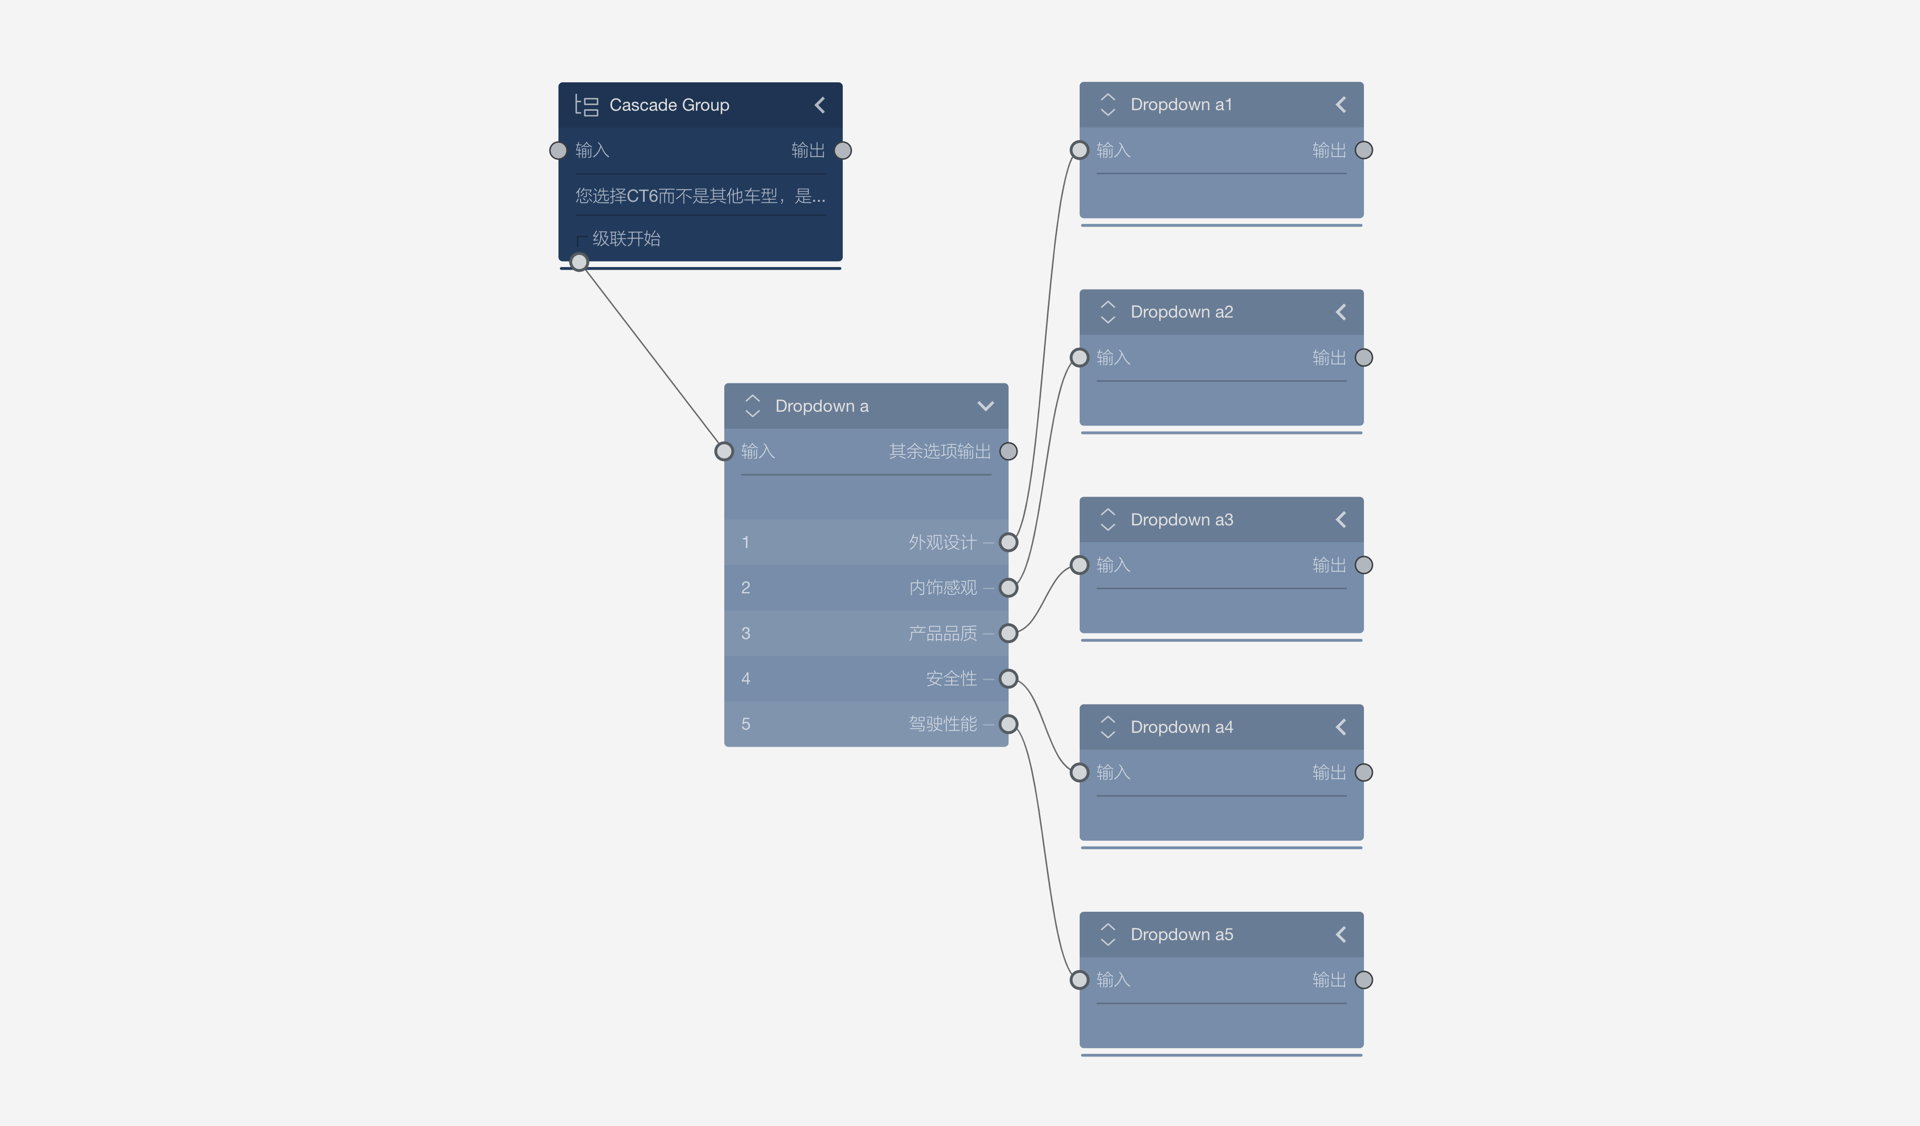 Cascade Group
输入 输出
您选择CT6而不是其他车型，是...
级联开始
Dropdown a
输入 其余选项输出
1 外观设计
2 内饰感观
3 产品品质
4 安全性
5 驾驶性能
Dropdown a1
输入 输出
Dropdown a2
输入 输出
Dropdown a3
输入 输出
Dropdown a4
输入 输出
Dropdown a5
输入 输出